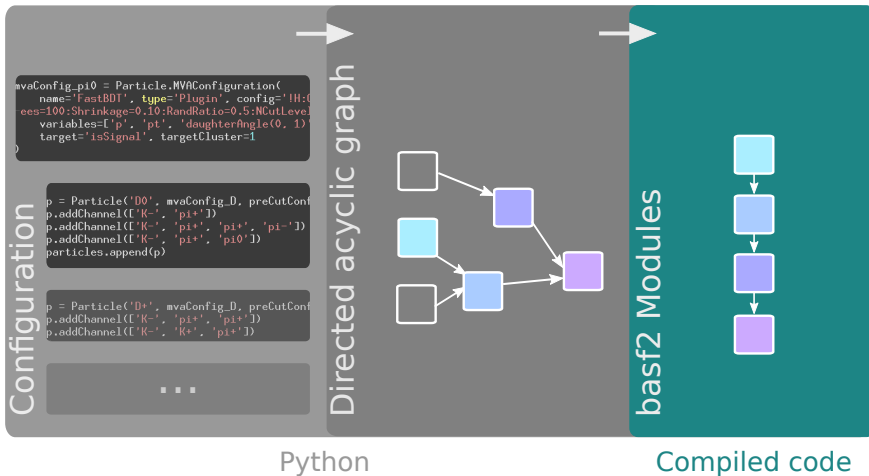 Configuration
mvaConfig_pi0 = Particle.MVAConfiguration(
name='FastBDT', type='Plugin', config='!H:
ees=100:Shrinkage=0.10:RandRatio=0.5:NCutLeve
variables=['p', 'pt', 'daughterAngle(0, 1)'
target='isSignal', targetCluster=1
)
p = Particle('D0', mvaConfig_D, preCutConf
p.addChannel(['K-', 'pi+'])
p.addChannel(['K-', 'pi+', 'pi+', 'pi-'])
p.addChannel(['K-', 'pi+', 'pi0'])
particles.append(p)
p = Particle('D+', mvaConfig_D, preCutConf
p.addChannel(['K-', 'pi+', 'pi+'])
p.addChannel(['K-', 'K+', 'pi+'])
...
Directed acyclic graph
basf2 Modules
Python
Compiled code